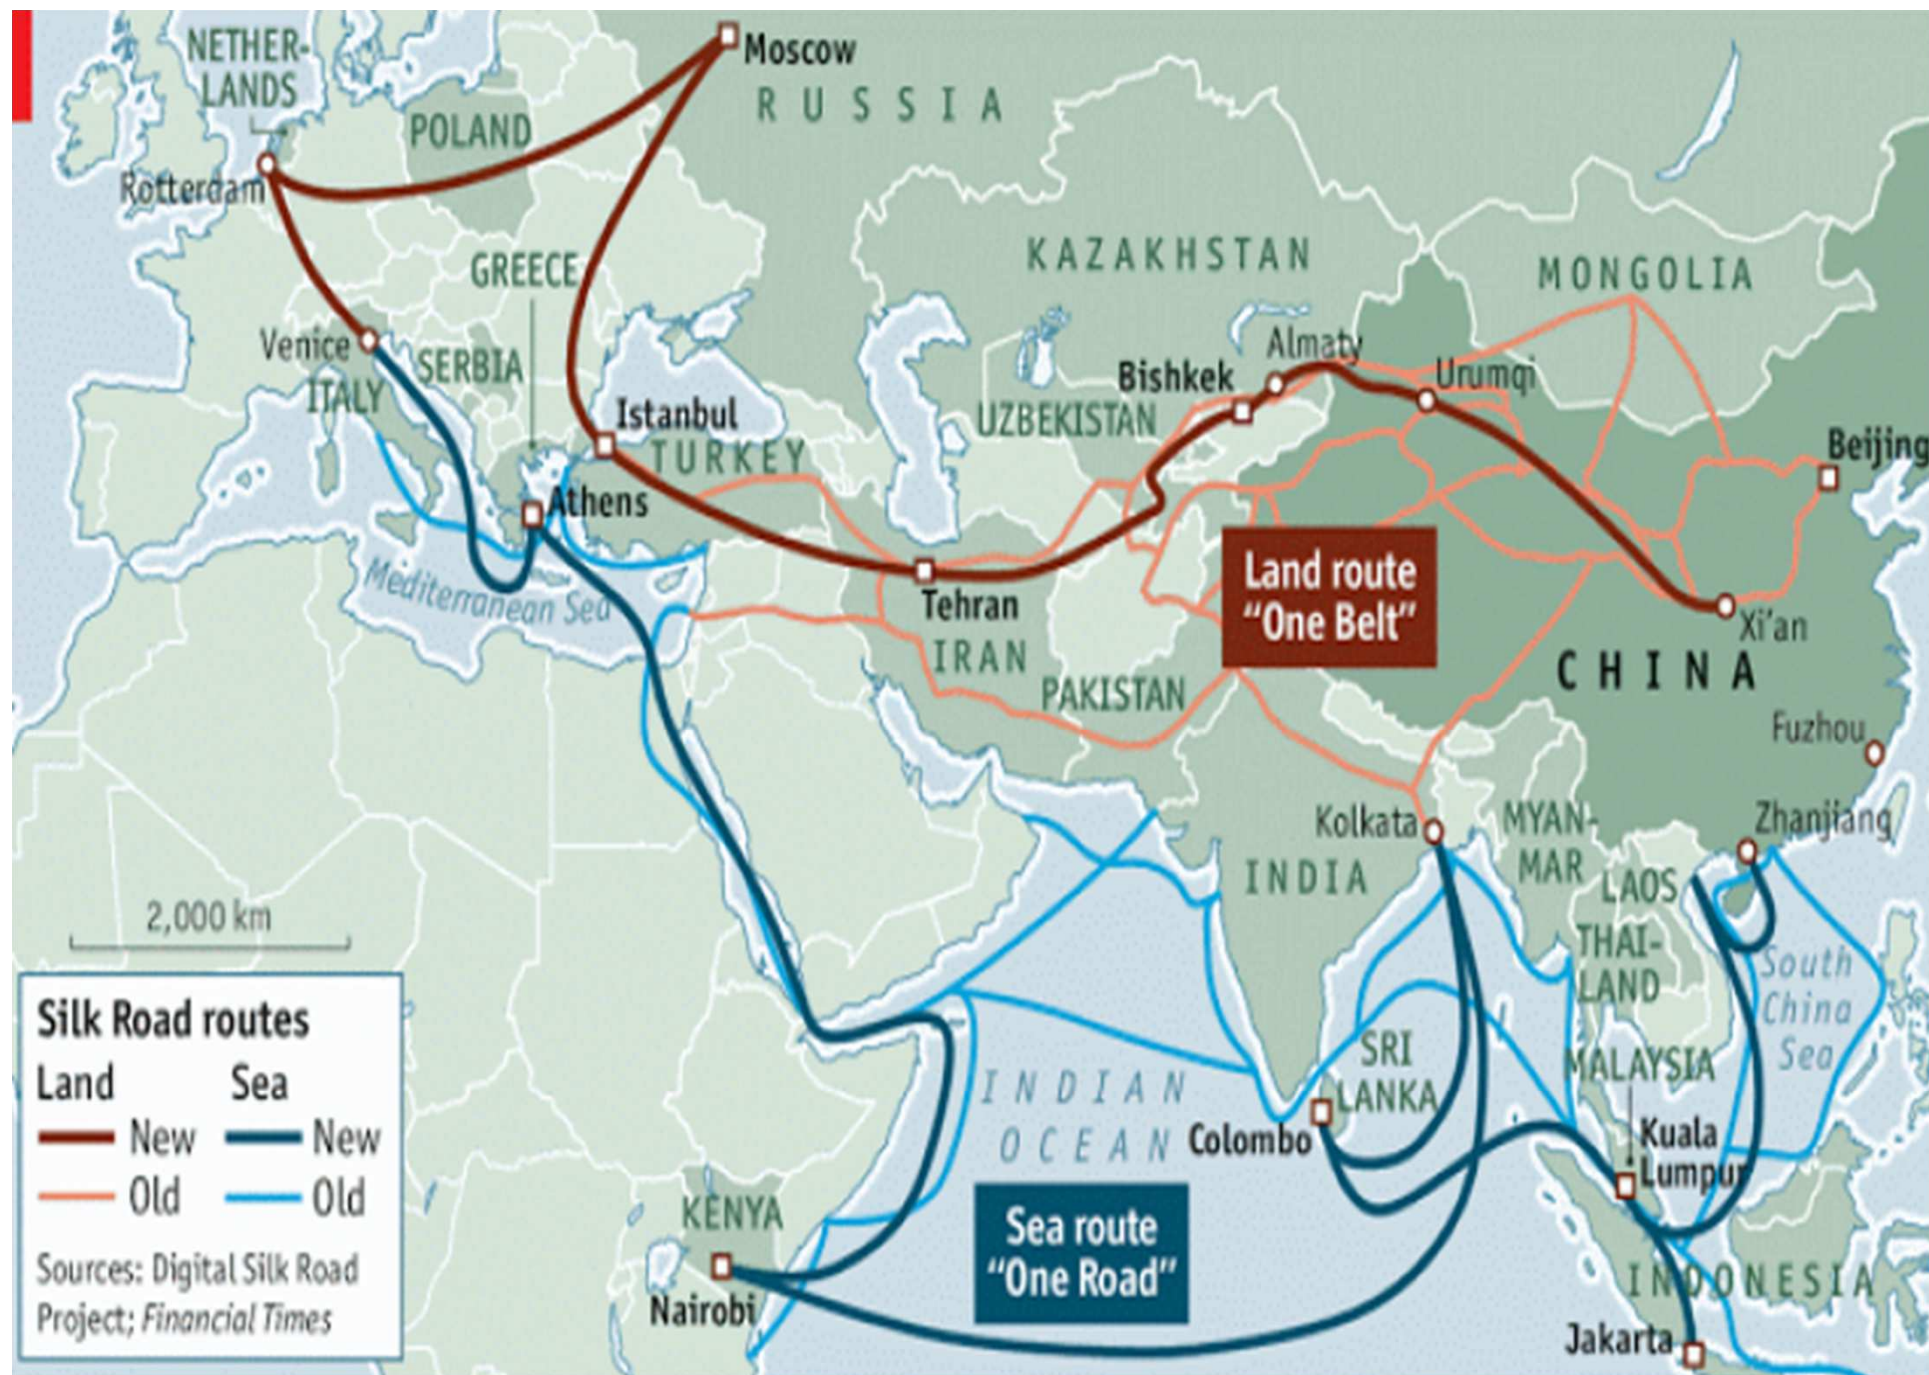 NETHER-
LANDS
Moscow
RUSSIA
POLAND
Rotterdam
GREECE
KAZAKHSTAN
MONGOLIA
Venice
SERBIA
ITALY
Almaty
Bishkek
Urumqi
Istanbul
UZBEKISTAN
TURKEY
Beijing
Athens
Mediterranean Sea
Land route
“One Belt”
Tehran
IRAN
Xi’an
CHINA
PAKISTAN
Fuzhou
Kolkata
MYAN-
MAR
Zhanjiang
INDIA
LAOS
THAI-
LAND
South
China
Sea
2,000 km
SRI
LANKA
MALAYSIA
INDIAN
OCEAN
Colombo
Kuala
Lumpur
KENYA
Nairobi
Sea route
“One Road”
INDONESIA
Jakarta
Silk Road routes
Land Sea
New New
Old Old
Sources: Digital Silk Road
Project; Financial Times